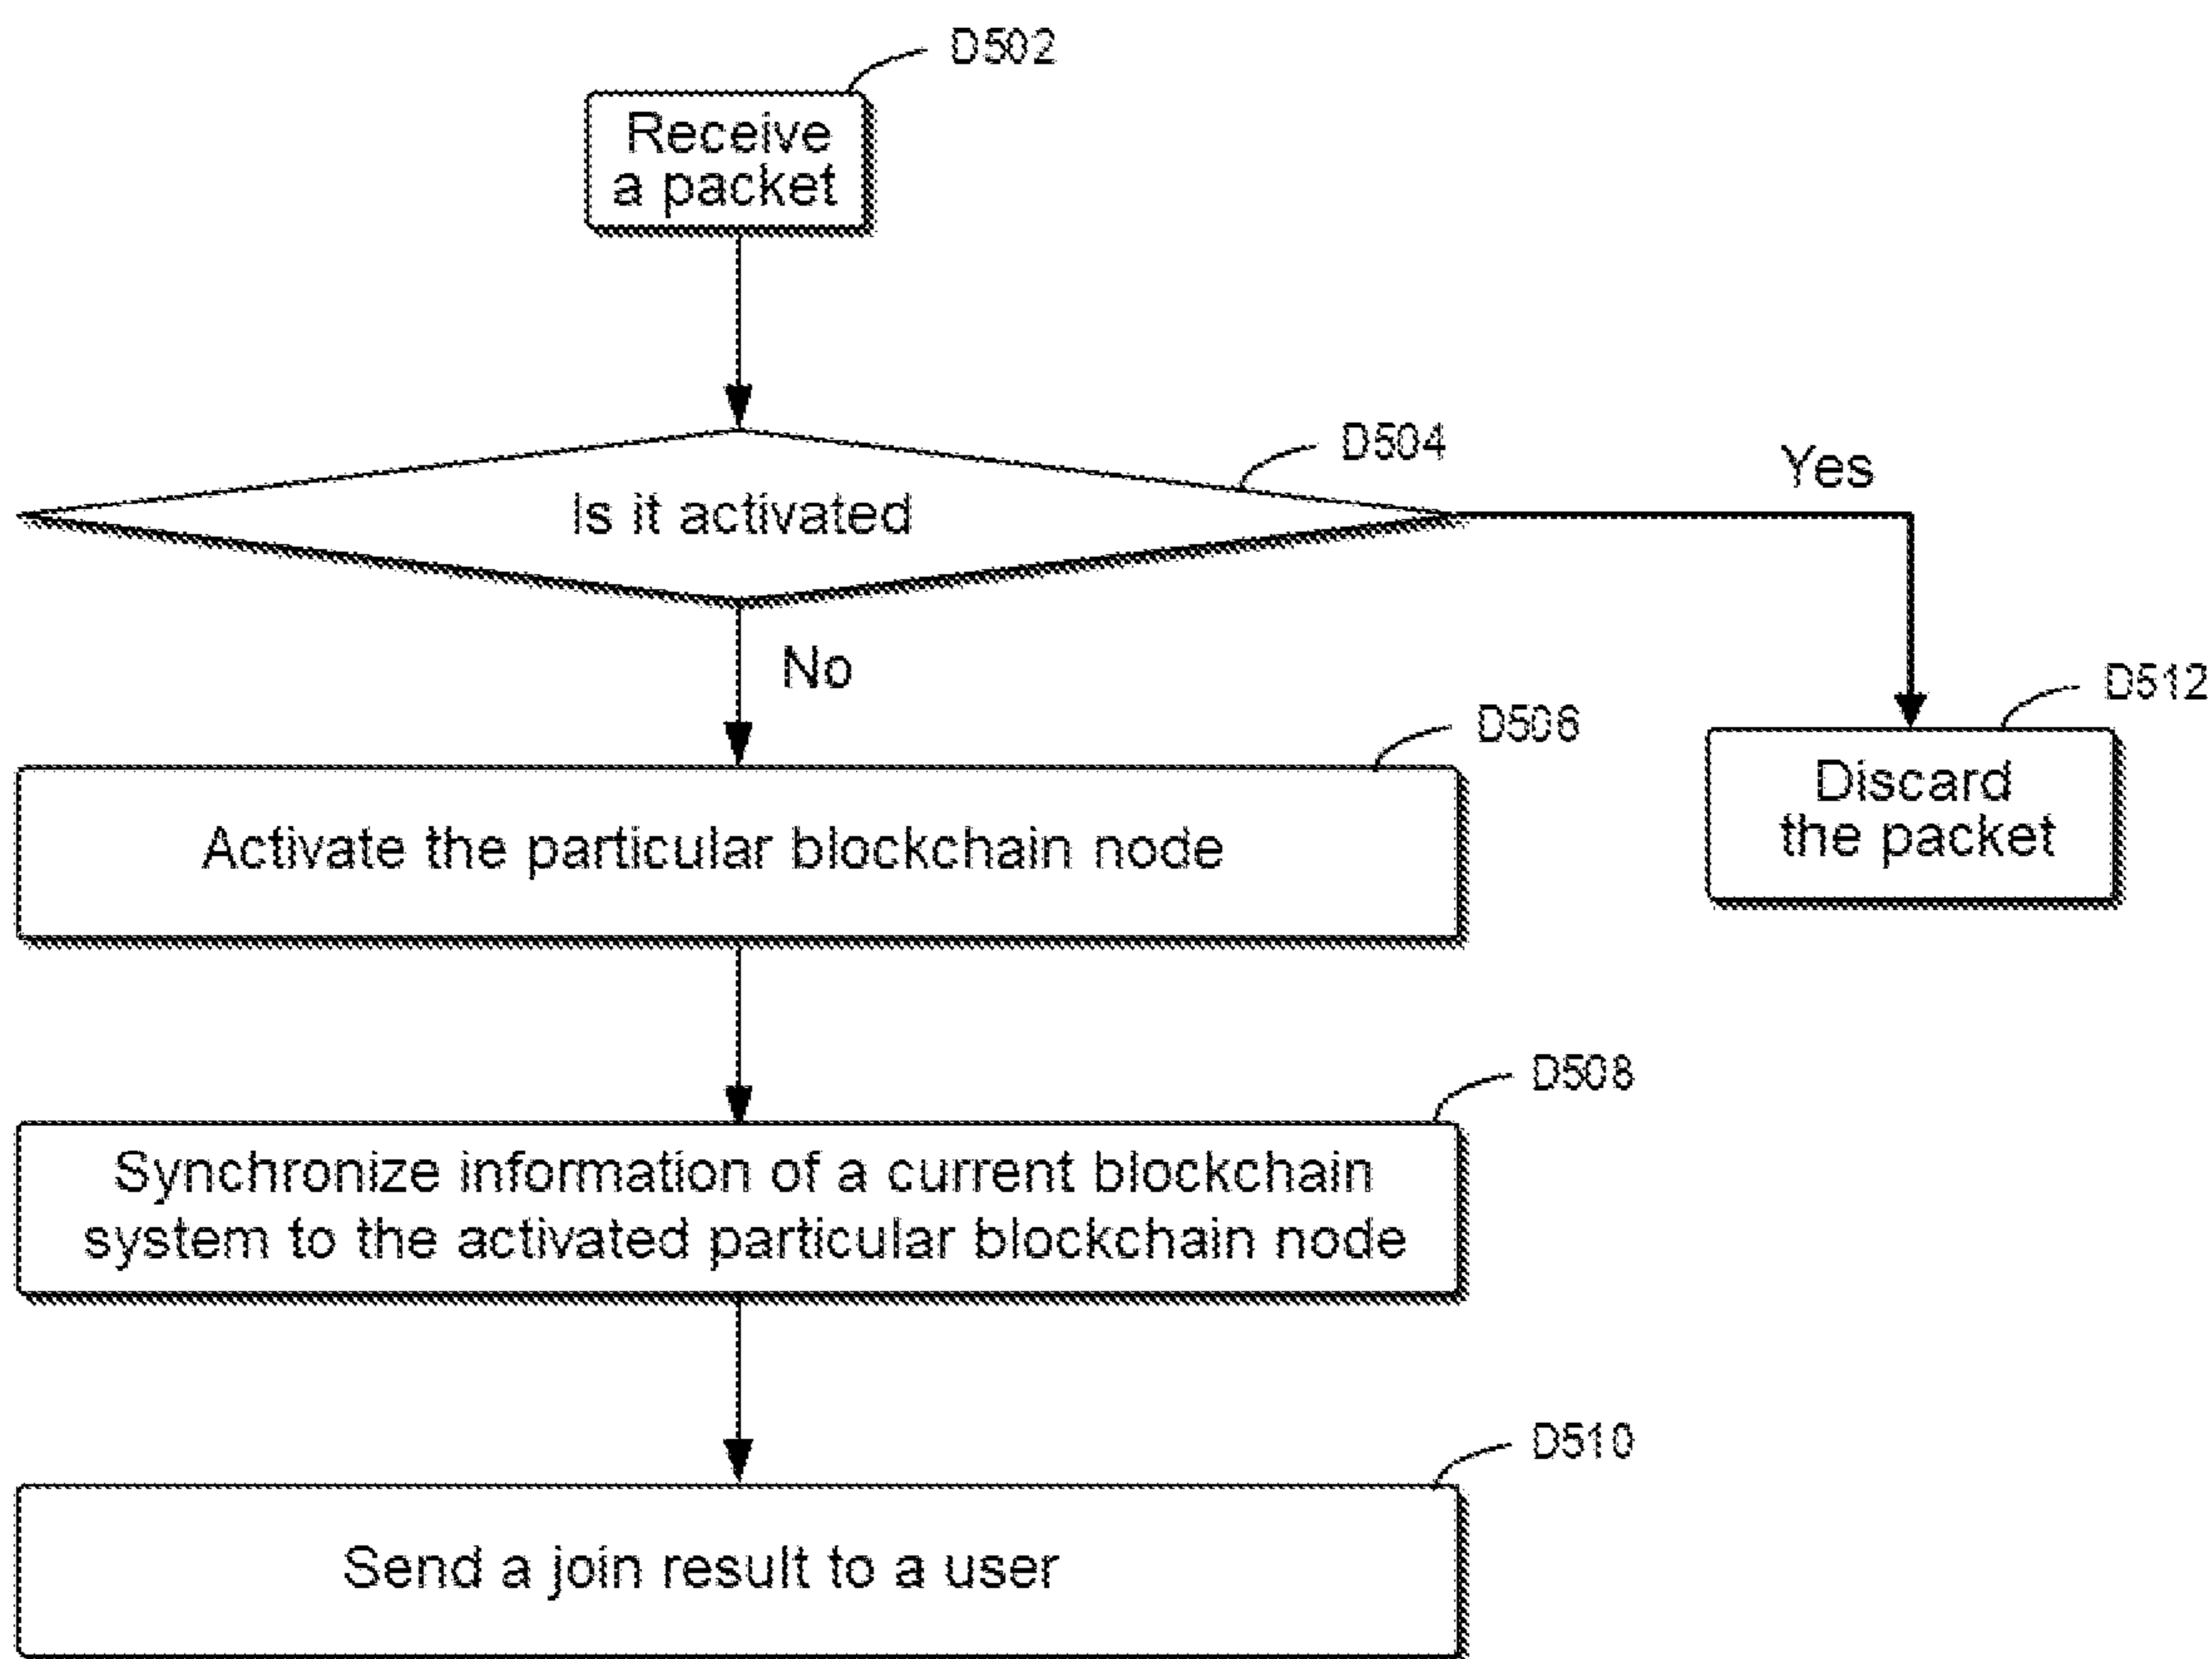 D502
Receive
a packet
D504
Yes
Is it activated
No
D506
D512
Discard
the packet
Activate the particular blockchain node
D508
Synchronize information of a current blockchain
system to the activated particular blockchain node
D510
Send a join result to a user